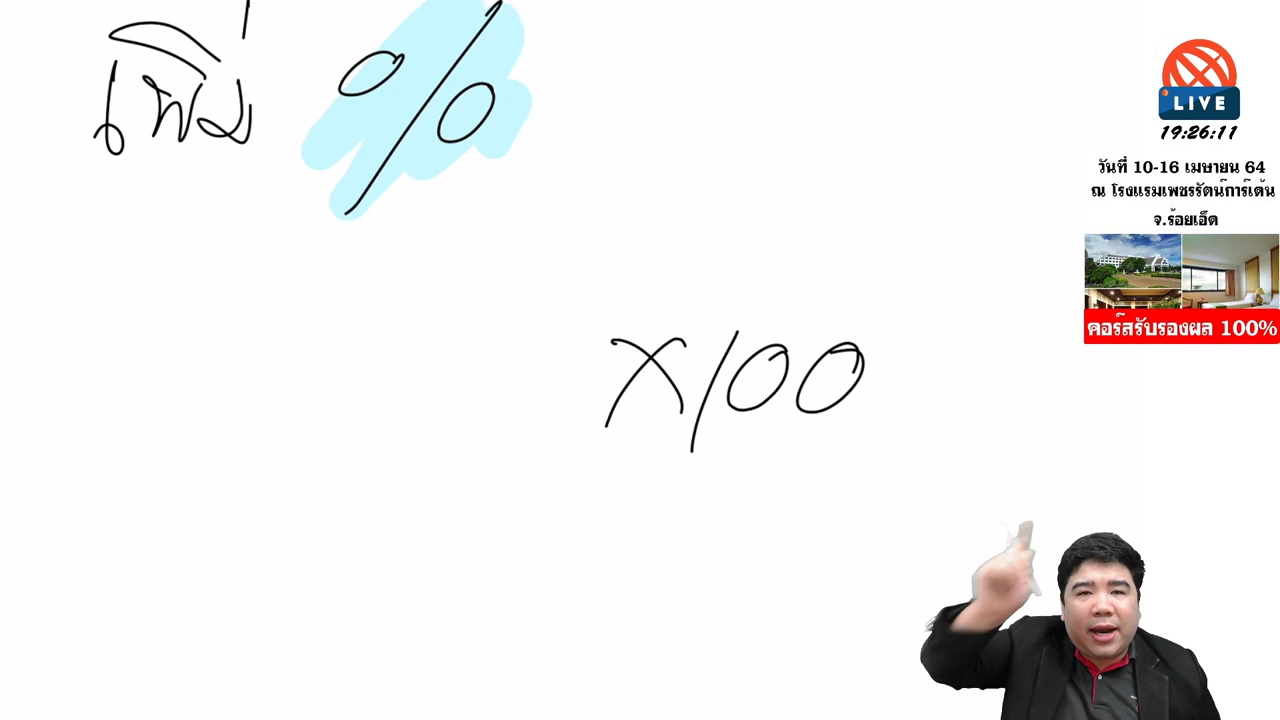 เพิ่ม %
X100
LIVE
19:26:11
วันที่ 10-16 เมษายน 64
ณ โรงแรมเพชรรัตน์การ์เด้น
จ.ร้อยเอ็ด
คอร์สรับรองผล 100%